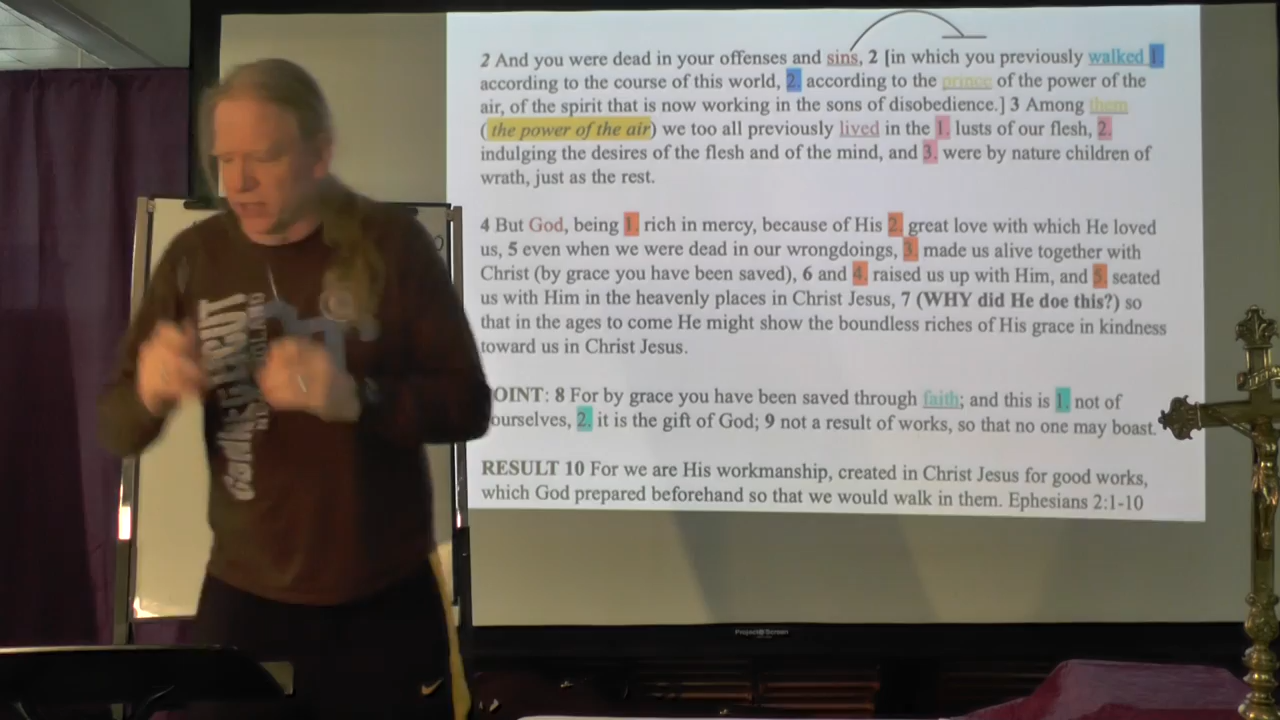 2 And you were dead in your offenses and sins, 2 [in which you previously walked 1.
according to the course of this world, 2. according to the prince of the power of the
air, of the spirit that is now working in the sons of disobedience.] 3 Among them
(the power of the air) we too all previously lived in the 1. lusts of our flesh, 2.
indulging the desires of the flesh and of the mind, and 3. were by nature children of
wrath, just as the rest.
4 But God, being 1. rich in mercy, because of His 2. great love with which He loved
us, 5 even when we were dead in our wrongdoings, 3. made us alive together with
Christ (by grace you have been saved), 6 and 4. raised us up with Him, and 5. seated
us with Him in the heavenly places in Christ Jesus, 7 (WHY did He doe this?) so
that in the ages to come He might show the boundless riches of His grace in kindness
toward us in Christ Jesus.
OINT: 8 For by grace you have been saved through faith; and this is 1. not of
ourselves, 2. it is the gift of God; 9 not a result of works, so that no one may boast.
RESULT 10 For we are His workmanship, created in Christ Jesus for good works,
which God prepared beforehand so that we would walk in them. Ephesians 2:1-10